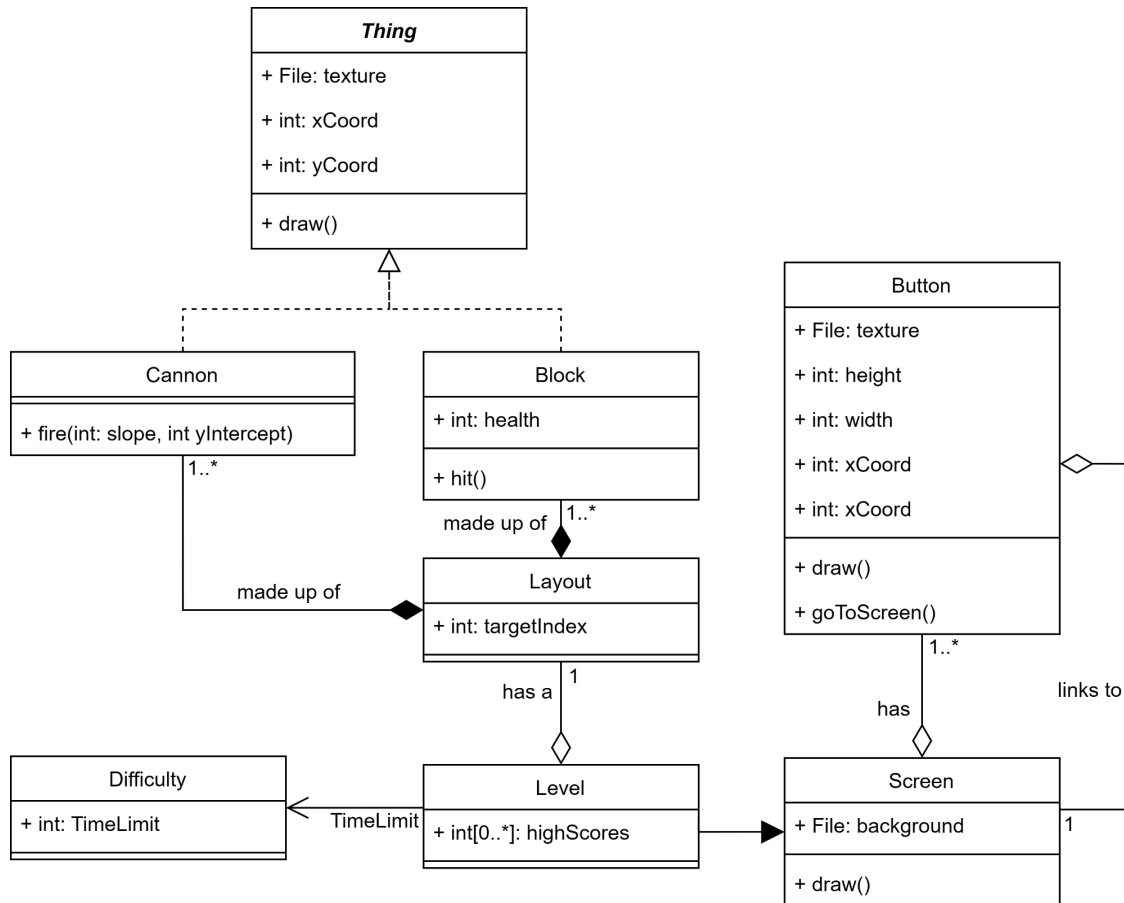 Thing
+ File: texture
+ int: xCoord
+ int: yCoord
+ draw()
Cannon
+ fire(int: slope, int yIntercept)
1..*
Block
+ int: health
+ hit()
1..*
made up of
made up of
Layout
+ int: targetIndex
1
has a
Button
+ File: texture
+ int: height
+ int: width
+ int: xCoord
+ int: xCoord
+ draw()
+ goToScreen()
1..*
has
links to
Difficulty
+ int: TimeLimit
TimeLimit
Level
+ int[0..*]: highScores
Screen
+ File: background
+ draw()
1